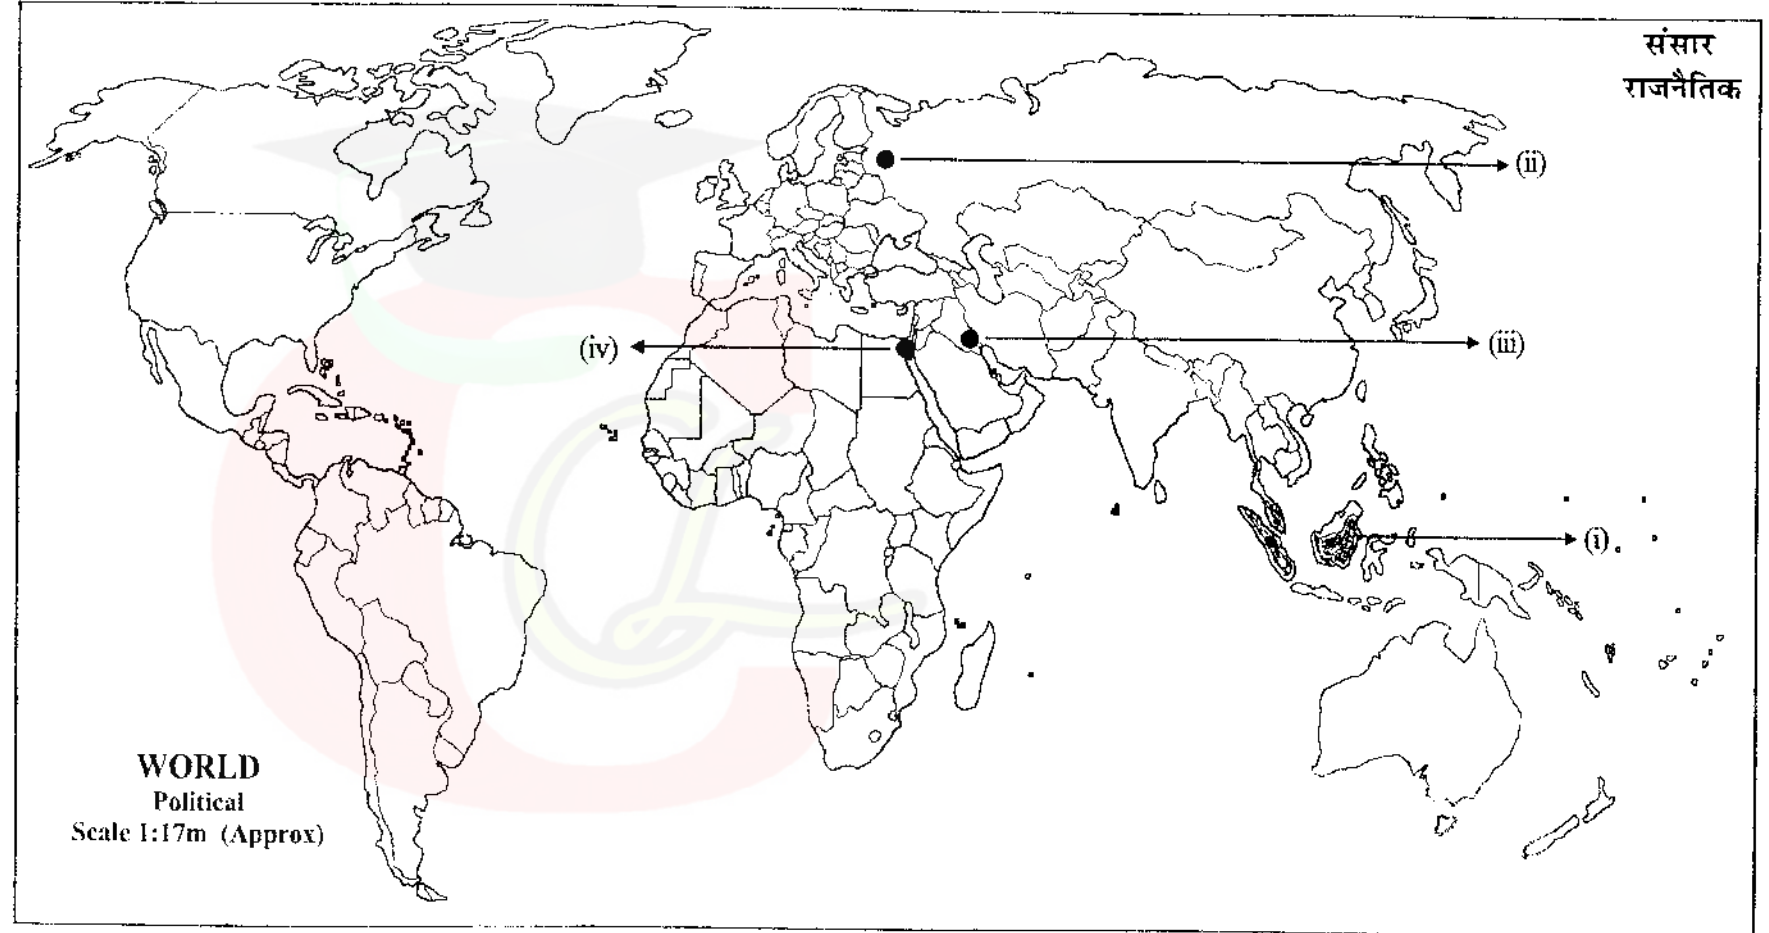 संसार
राजनैतिक
(ii)
(iv)
(iii)
(i)
WORLD
Political
Scale 1:17m (Approx)